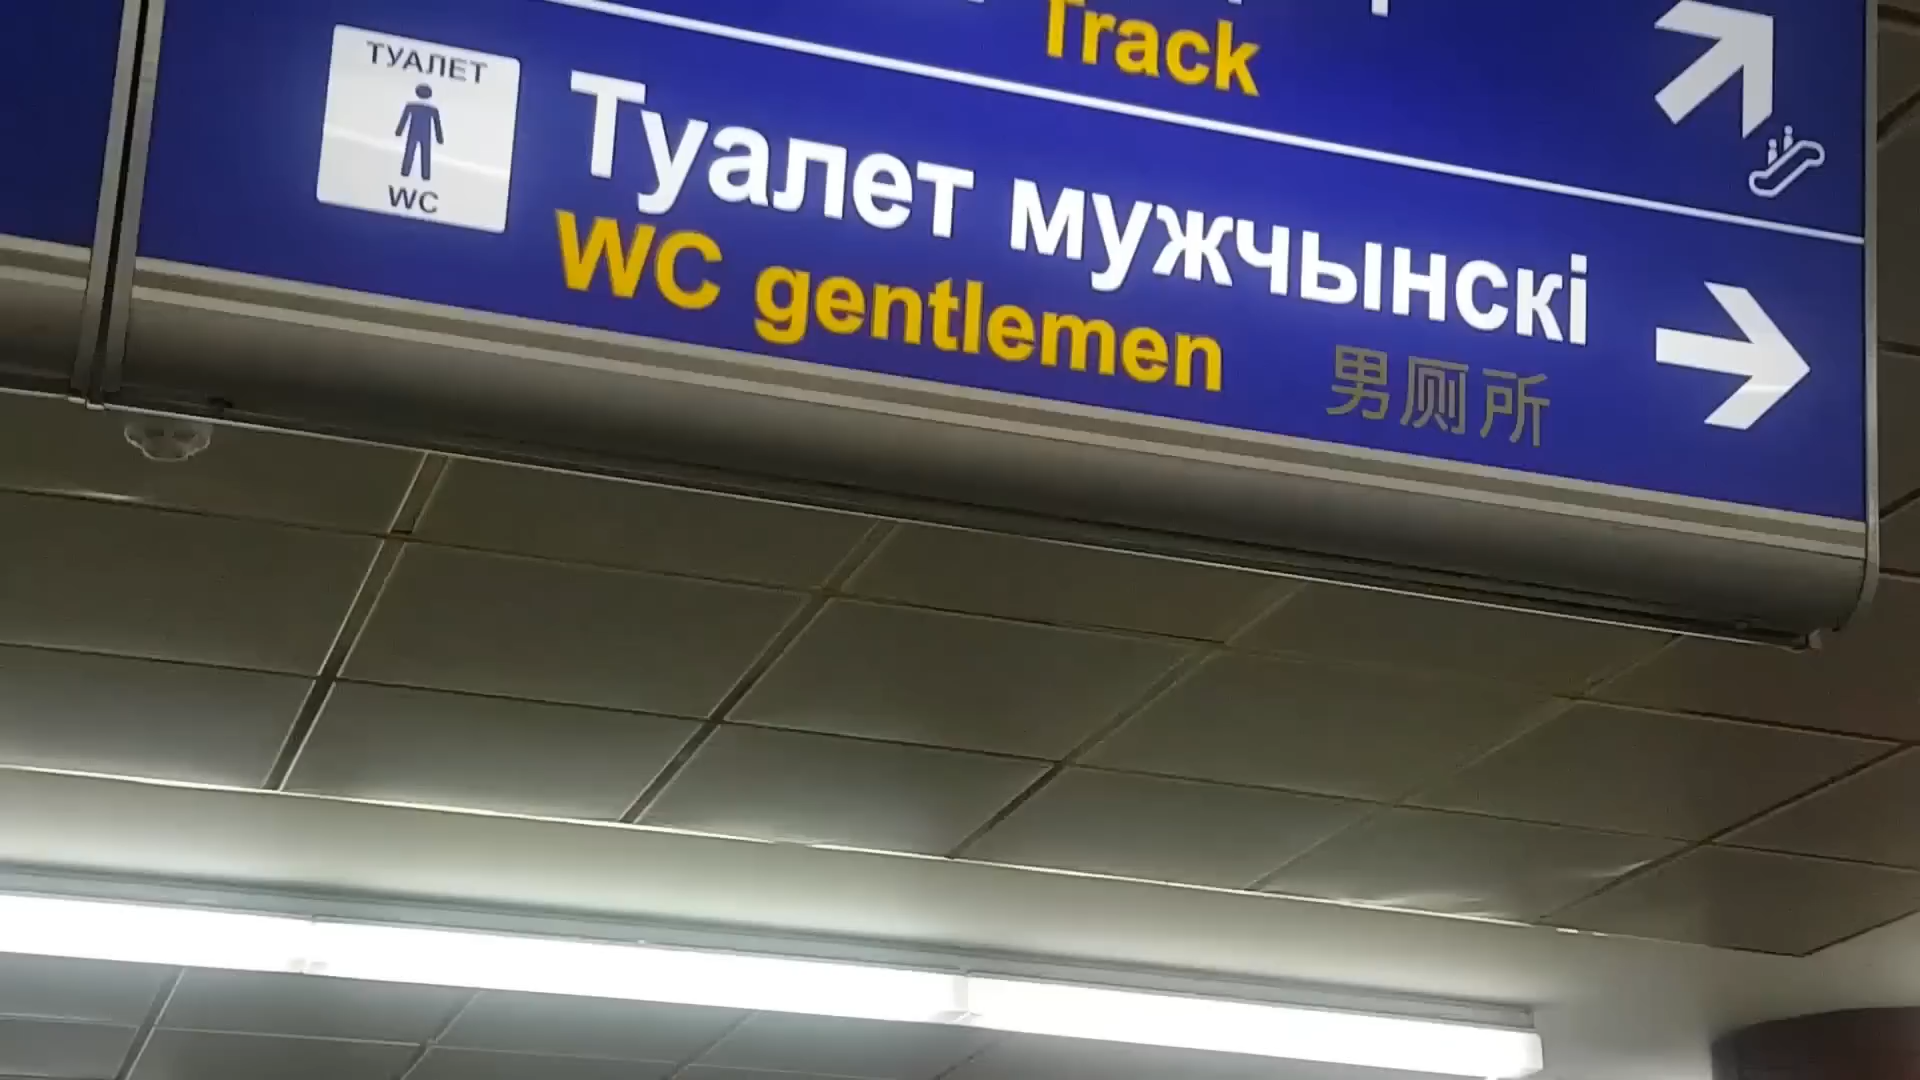 Track
ТУАЛЕТ
WC
Туалет мужчынскі
WC gentlemen
男厕所